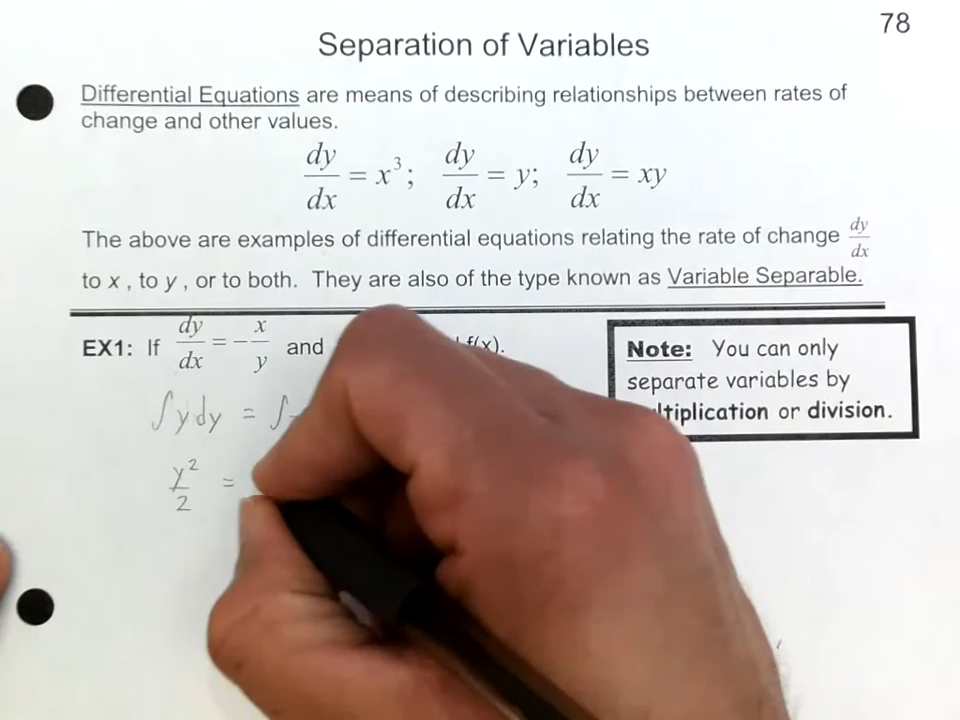 78
Separation of Variables
Differential Equations are means of describing relationships between rates of
change and other values.
dy/dx = x³; dy/dx = y; dy/dx = xy
The above are examples of differential equations relating the rate of change dy/dx
to x , to y , or to both. They are also of the type known as Variable Separable.
EX1: If dy/dx = -x/y and f(x).
Note: You can only
separate variables by
tiplication or division.
∫ y dy = ∫ -
y²/2 =